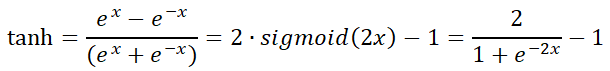 tanh = (e^x − e^−x) / (e^x + e^−x) = 2 · sigmoid(2x) − 1 = 2 / (1 + e^−2x) − 1